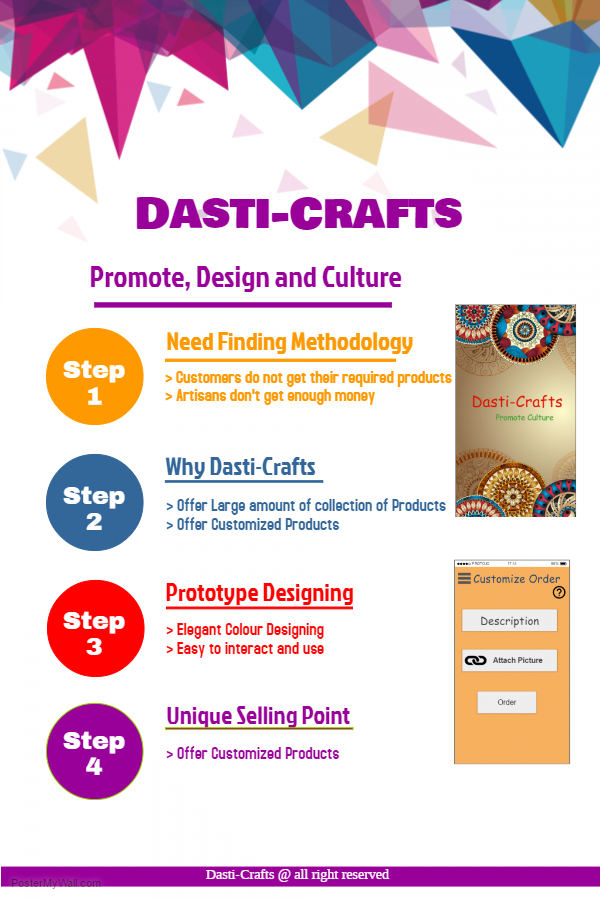 DASTI-CRAFTS
Promote, Design and Culture
Step
1
Need Finding Methodology
> Customers do not get their required products
> Artisans don't get enough money
Dasti-Crafts
Promote Culture
Step
2
Why Dasti-Crafts
> Offer Large amount of collection of Products
> Offer Customized Products
Step
3
Prototype Designing
> Elegant Colour Designing
> Easy to interact and use
Customize Order
?
Description
Attach Picture
Order
Step
4
Unique Selling Point
> Offer Customized Products
Dasti-Crafts @ all right reserved
PosterMyWall.com